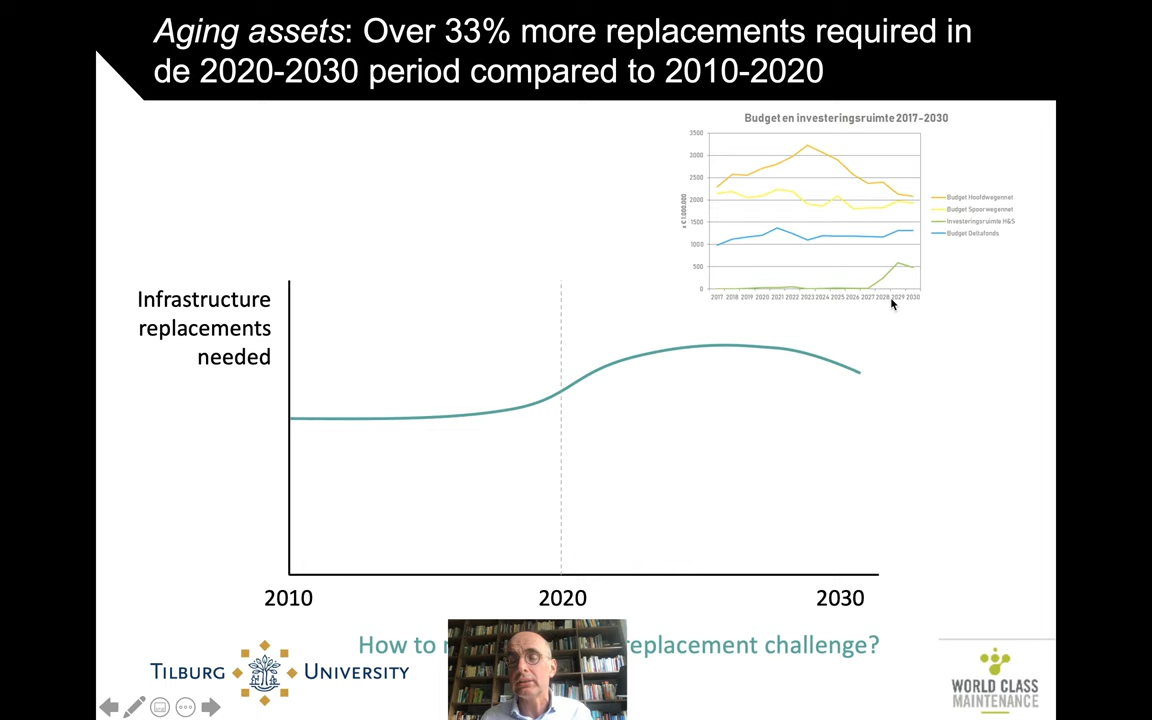 Aging assets: Over 33% more replacements required in
de 2020-2030 period compared to 2010-2020
Budget en investeringsruimte 2017-2030
3500
3000
2500
2000
1500
1000
500
0
x € 1.000.000
2017 2018 2019 2020 2021 2022 2023 2024 2025 2026 2027 2028 2029 2030
Budget Hoofdwegennet
Budget Spoorwegennet
Investeringsruimte H&S
Budget Deltafonds
Infrastructure
replacements
needed
2010 2020 2030
How to replacement challenge?
TILBURG UNIVERSITY
WORLD CLASS
MAINTENANCE